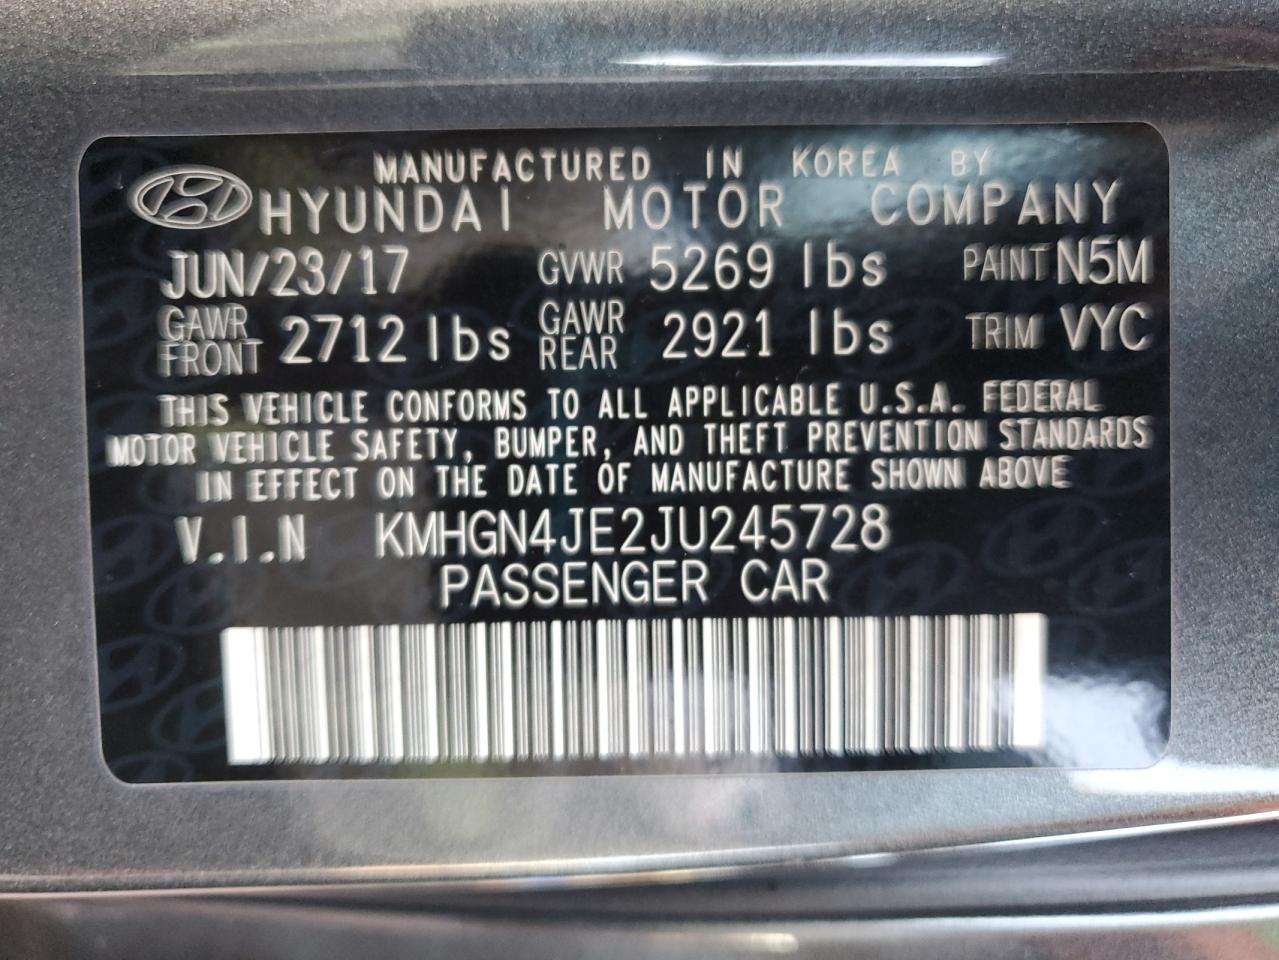 MANUFACTURED IN KOREA BY
HYUNDAI MOTOR COMPANY
JUN/23/17 GVWR 5269 lbs PAINT N5M
GAWR FRONT 2712 lbs GAWR REAR 2921 lbs TRIM VYC
THIS VEHICLE CONFORMS TO ALL APPLICABLE U.S.A. FEDERAL
MOTOR VEHICLE SAFETY, BUMPER, AND THEFT PREVENTION STANDARDS
IN EFFECT ON THE DATE OF MANUFACTURE SHOWN ABOVE
V.I.N KMHGN4JE2JU245728
PASSENGER CAR